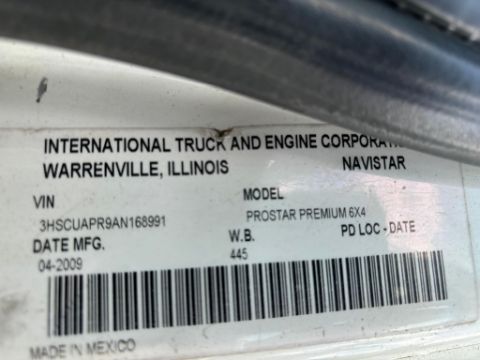 INTERNATIONAL TRUCK AND ENGINE CORPORAT
WARRENVILLE, ILLINOIS NAVISTAR
VIN MODEL
3HSCUAPR9AN168991 PROSTAR PREMIUM 6X4
DATE MFG. W.B. PD LOC - DATE
04-2009 445
MADE IN MEXICO